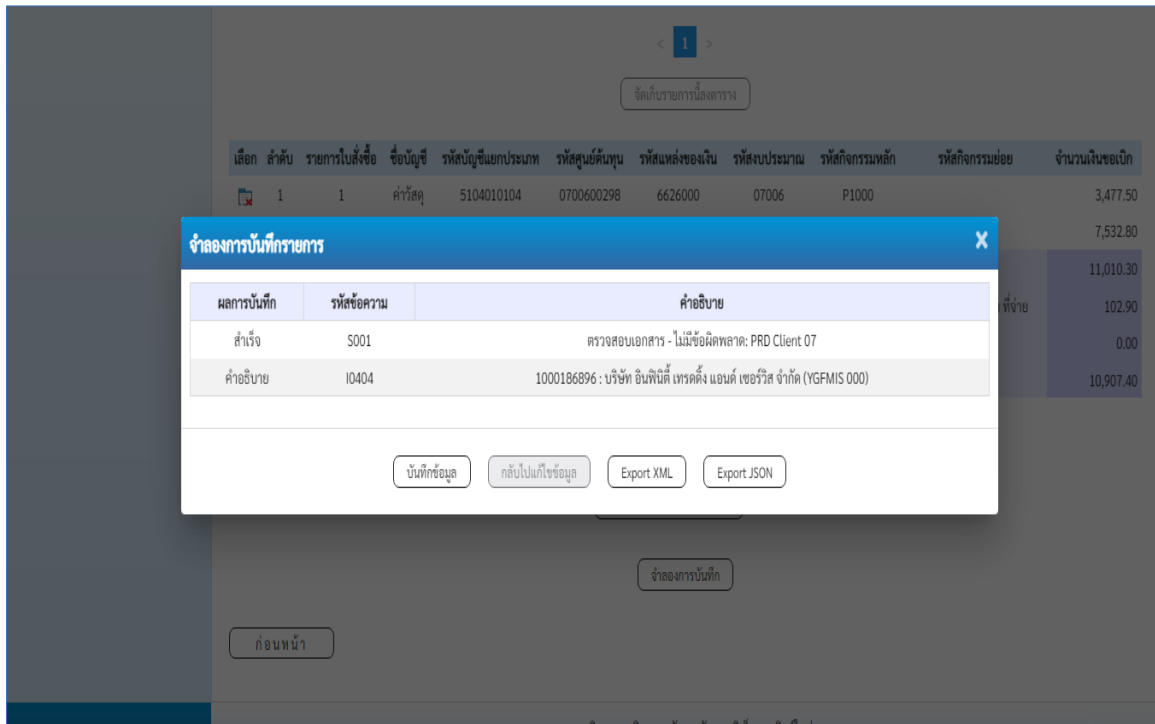 < 1 >
จัดเก็บรายการนี้ลงตาราง
เลือก ลำดับ รายการใบสั่งซื้อ ชื่อบัญชี รหัสบัญชีแยกประเภท รหัสศูนย์ต้นทุน รหัสแหล่งของเงิน รหัสงบประมาณ รหัสกิจกรรมหลัก รหัสกิจกรรมย่อย จำนวนเงินขอเบิก
1 1 ค่าวัสดุ 5104010104 0700600298 6626000 07006 P1000 3,477.50
7,532.80
จำลองการบันทึกรายการ X
11,010.30
ผลการบันทึก รหัสข้อความ คำอธิบาย
ที่จ่าย 102.90
สำเร็จ S001 ตรวจสอบเอกสาร - ไม่มีข้อผิดพลาด: PRD Client 07
0.00
คำอธิบาย I0404 1000186896 : บริษัท อินฟินิตี้ เทรดดิ้ง แอนด์ เซอร์วิส จำกัด (YGFMIS 000)
10,907.40
บันทึกข้อมูล กลับไปแก้ไขข้อมูล Export XML Export JSON
จำลองการบันทึก
ก่อนหน้า